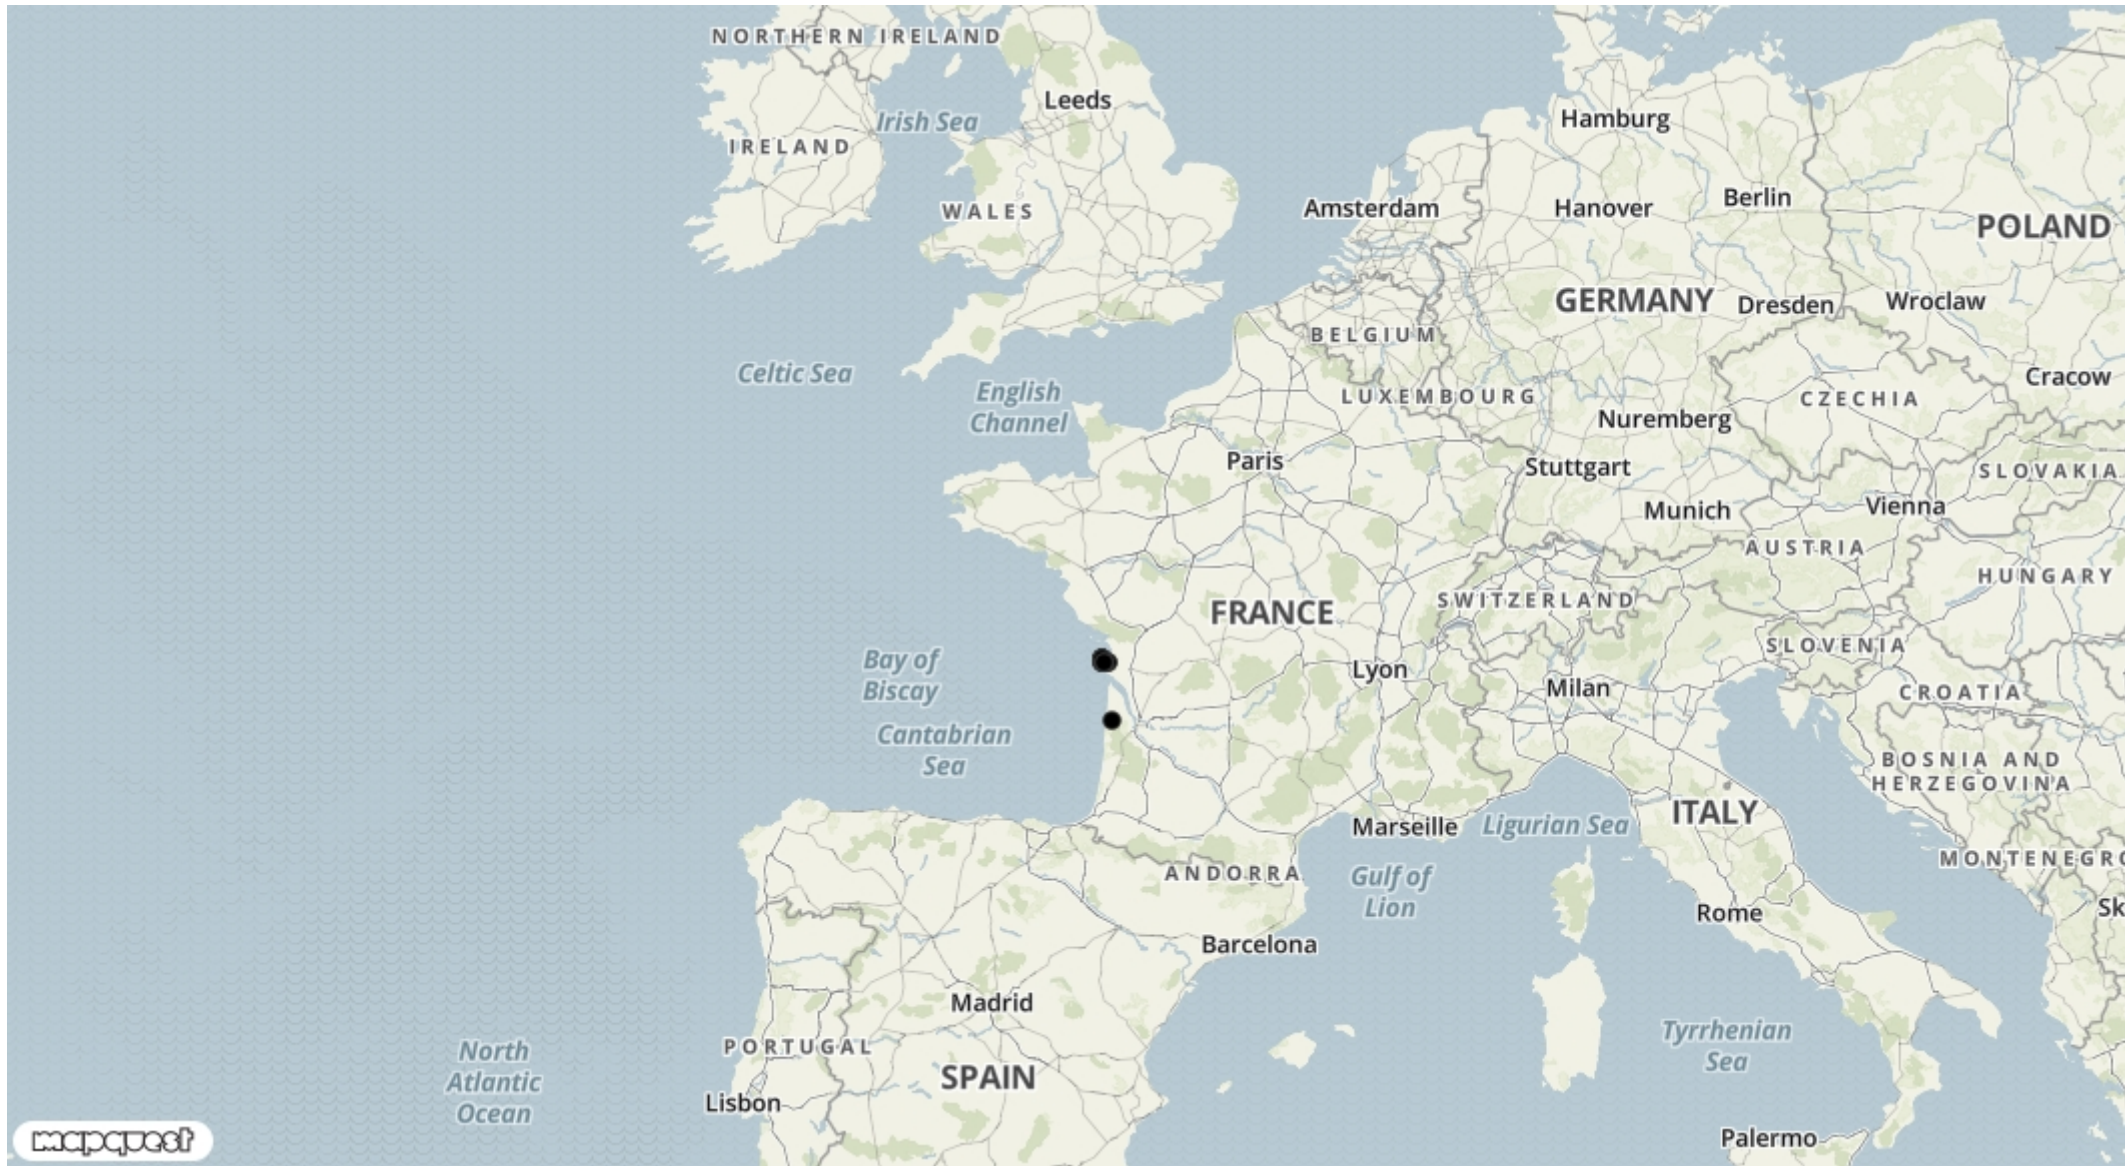 NORTHERN IRELAND
Leeds
Irish Sea
Hamburg
IRELAND
Amsterdam
Hanover
Berlin
WALES
POLAND
GERMANY
Dresden
Wroclaw
BELGIUM
Celtic Sea
Cracow
English
Channel
LUXEMBOURG
CZECHIA
Nuremberg
Paris
Stuttgart
SLOVAKIA
Munich
Vienna
AUSTRIA
HUNGARY
SWITZERLAND
FRANCE
SLOVENIA
Bay of
Biscay
Lyon
Milan
CROATIA
Cantabrian
Sea
BOSNIA AND
HERZEGOVINA
ITALY
Marseille
Ligurian Sea
MONTENEGRO
ANDORRA
Gulf of
Lion
Sk
Rome
Barcelona
Madrid
Tyrrhenian
Sea
PORTUGAL
North
Atlantic
Ocean
SPAIN
Lisbon
Palermo
mapquest